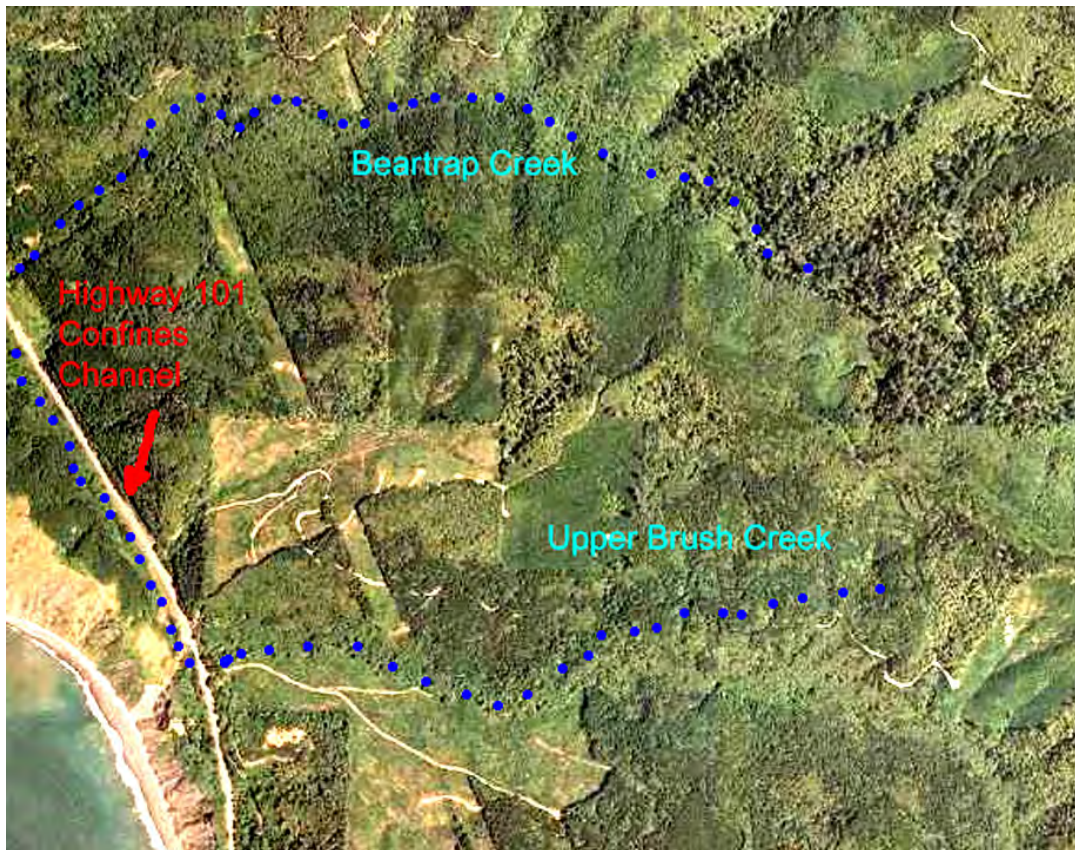 Beartrap Creek
Highway 101
Confines
Channel
Upper Brush Creek